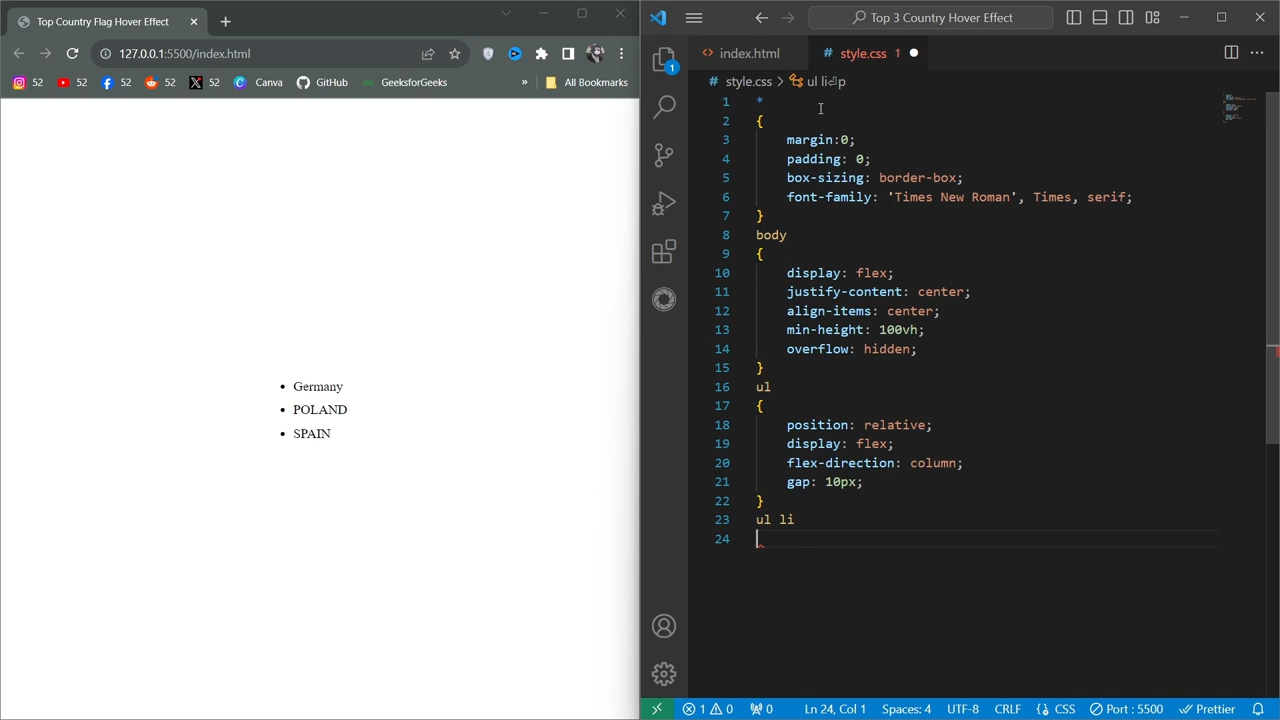 Top Country Flag Hover Effect
127.0.0.1:5500/index.html
52
52
52
52
52
Canva
GitHub
GeeksforGeeks
»
All Bookmarks
Germany
POLAND
SPAIN
Top 3 Country Hover Effect
index.html
style.css 1
style.css > ul li⏎p
1 *
2 {
3 margin:0;
4 padding: 0;
5 box-sizing: border-box;
6 font-family: 'Times New Roman', Times, serif;
7 }
8 body
9 {
10 display: flex;
11 justify-content: center;
12 align-items: center;
13 min-height: 100vh;
14 overflow: hidden;
15 }
16 ul
17 {
18 position: relative;
19 display: flex;
20 flex-direction: column;
21 gap: 10px;
22 }
23 ul li
24
1
1 0 0 Ln 24, Col 1 Spaces: 4 UTF-8 CRLF {} CSS Port : 5500 Prettier